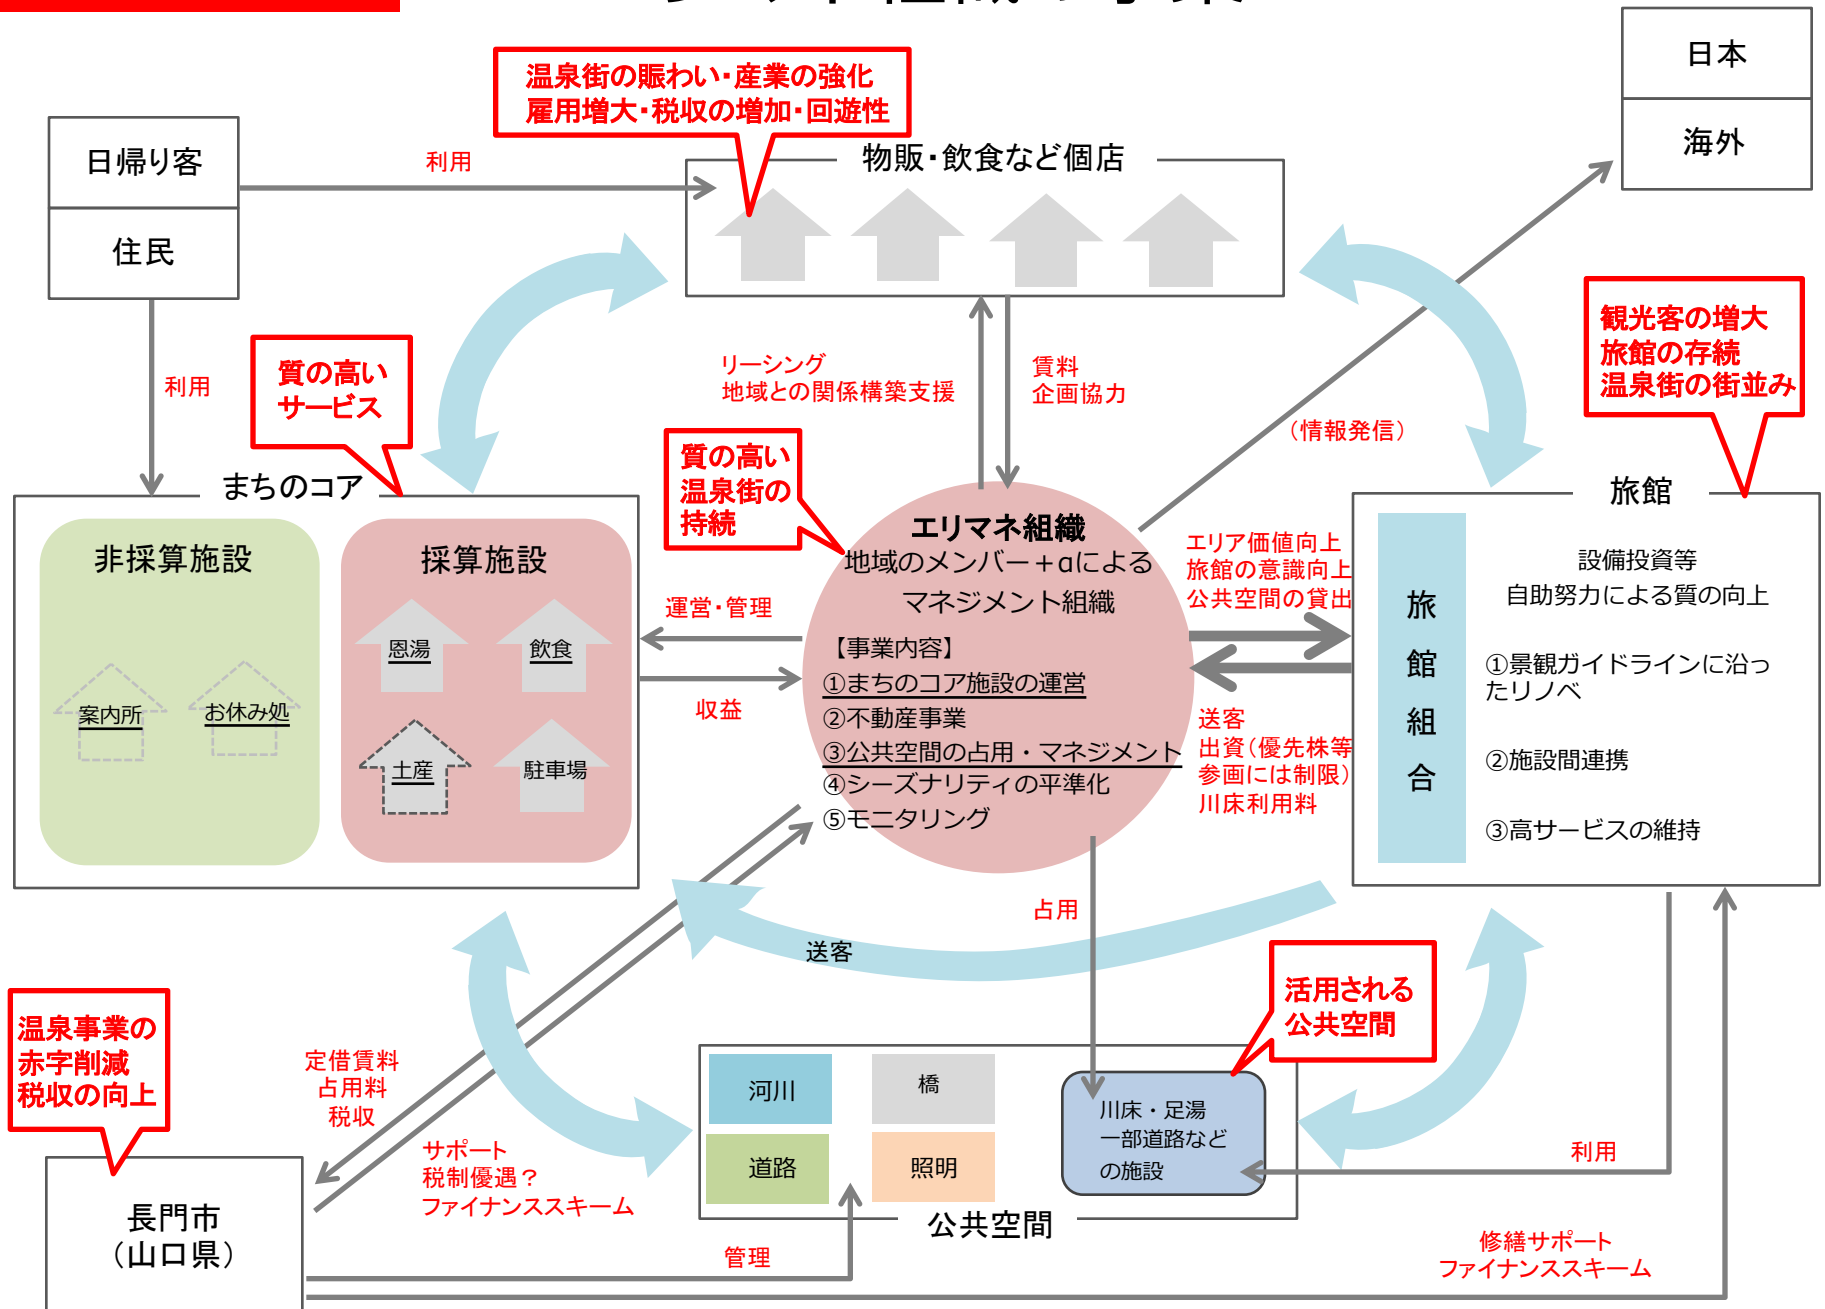 日本
海外
温泉街の賑わい・産業の強化
雇用増大・税収の増加・回遊性
日帰り客
住民
利用
物販・飲食など個店
利用
質の高い
サービス
リーシング
地域との関係構築支援
賃料
企画協力
(情報発信)
観光客の増大
旅館の存続
温泉街の街並み
質の高い
温泉街の
持続
まちのコア
非採算施設
案内所
お休み処
採算施設
恩湯
飲食
土産
駐車場
運営・管理
収益
エリマネ組織
地域のメンバー+αによる
マネジメント組織
【事業内容】
①まちのコア施設の運営
②不動産事業
③公共空間の占用・マネジメント
④シーズナリティの平準化
⑤モニタリング
エリア価値向上
旅館の意識向上
公共空間の貸出
送客
出資(優先株等
参画には制限)
川床利用料
旅館
旅
館
組
合
設備投資等
自助努力による質の向上
①景観ガイドラインに沿っ
たリノベ
②施設間連携
③高サービスの維持
占用
送客
活用される
公共空間
温泉事業の
赤字削減
税収の向上
定借賃料
占用料
税収
サポート
税制優遇?
ファイナンススキーム
長門市
(山口県)
河川
橋
道路
照明
川床・足湯
一部道路など
の施設
公共空間
利用
管理
修繕サポート
ファイナンススキーム